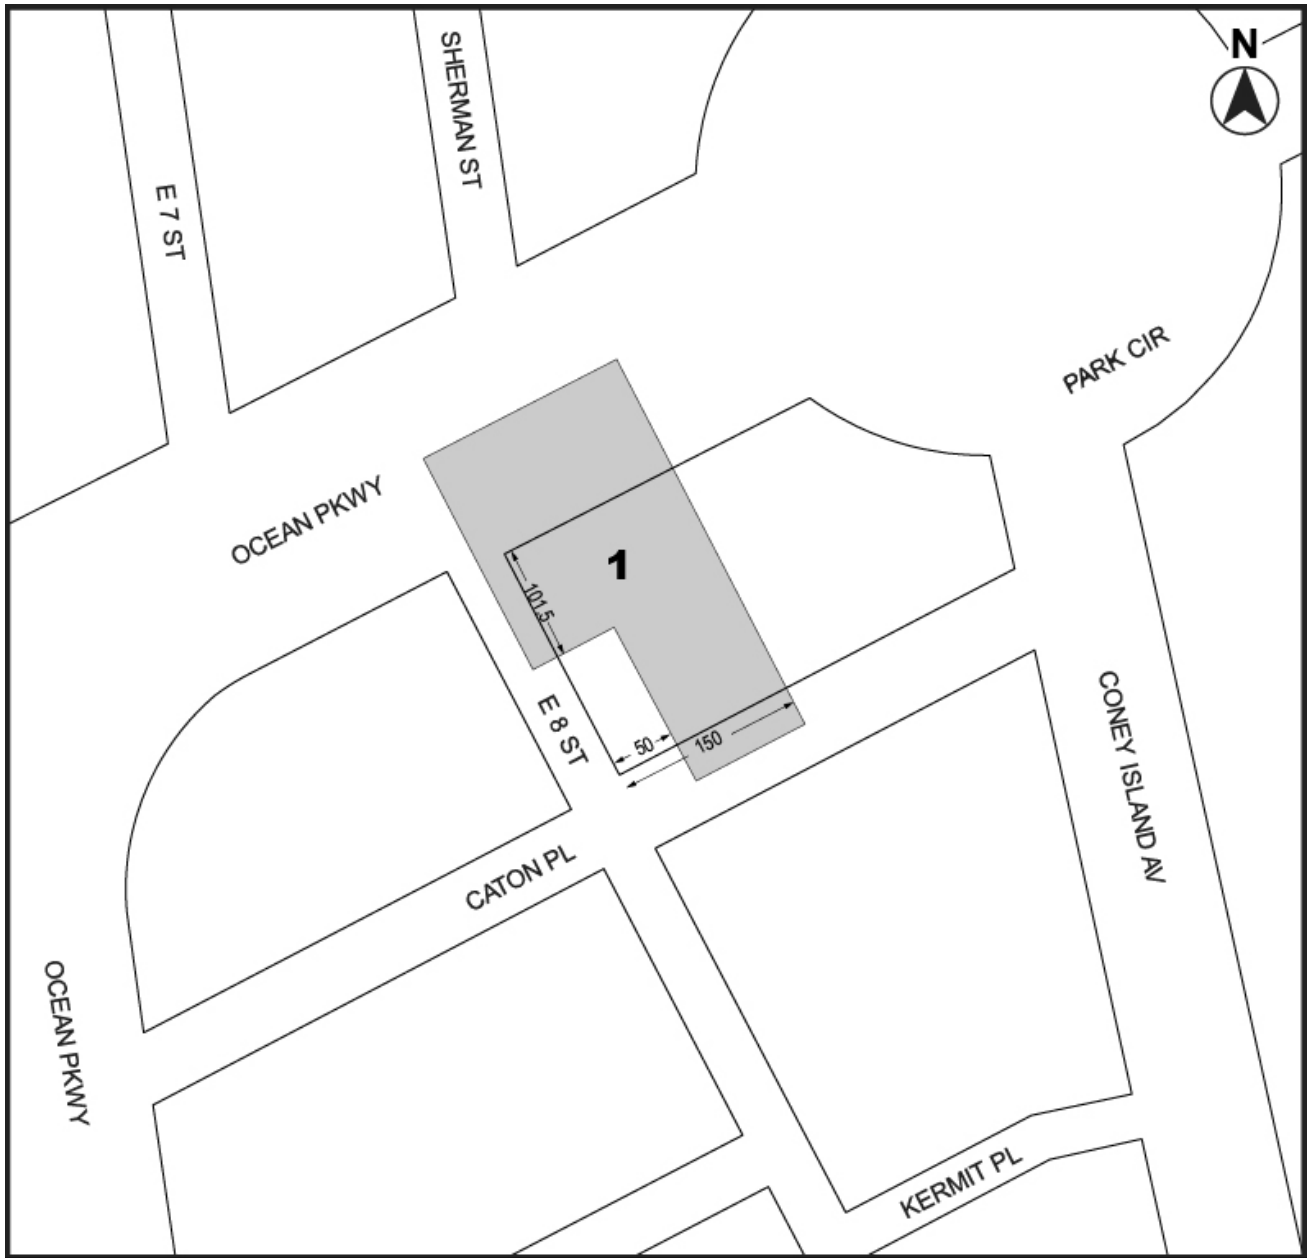 N
SHERMAN ST
E 7 ST
PARK CIR
OCEAN PKWY
1
101.5
E 8 ST
50
150
CONEY ISLAND AV
CATON PL
OCEAN PKWY
KERMIT PL